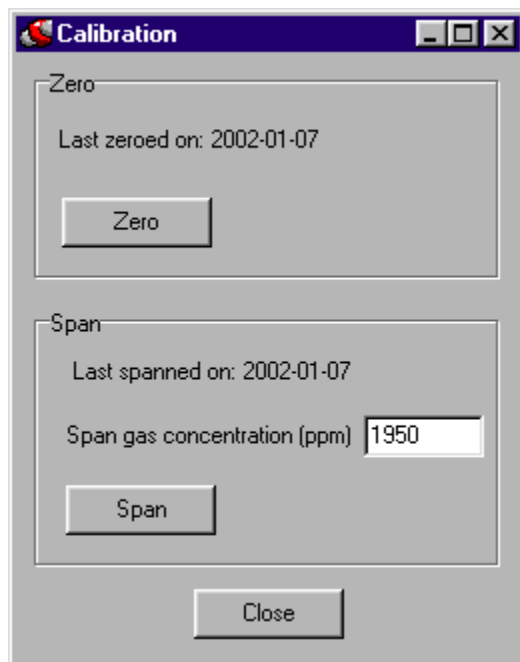 Calibration
Zero
Last zeroed on: 2002-01-07
Zero
Span
Last spanned on: 2002-01-07
Span gas concentration (ppm) 1950
Span
Close